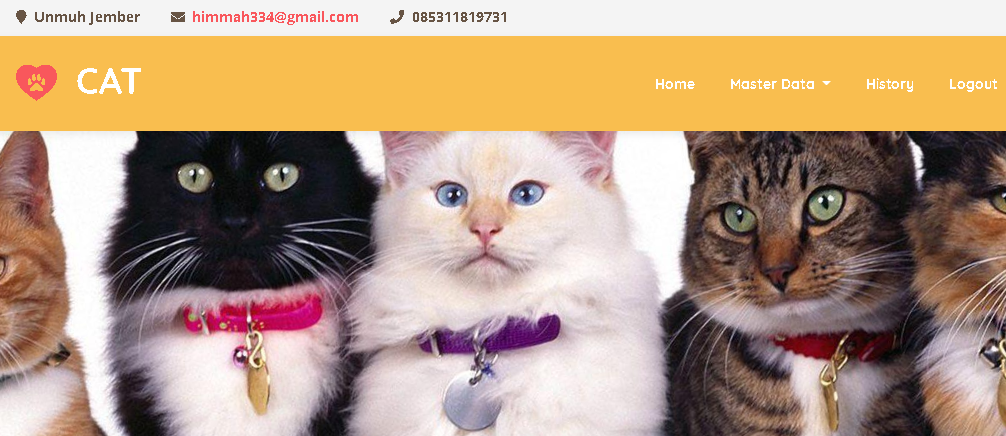 Unmuh Jember himmah334@gmail.com 085311819731
CAT Home Master Data History Logout